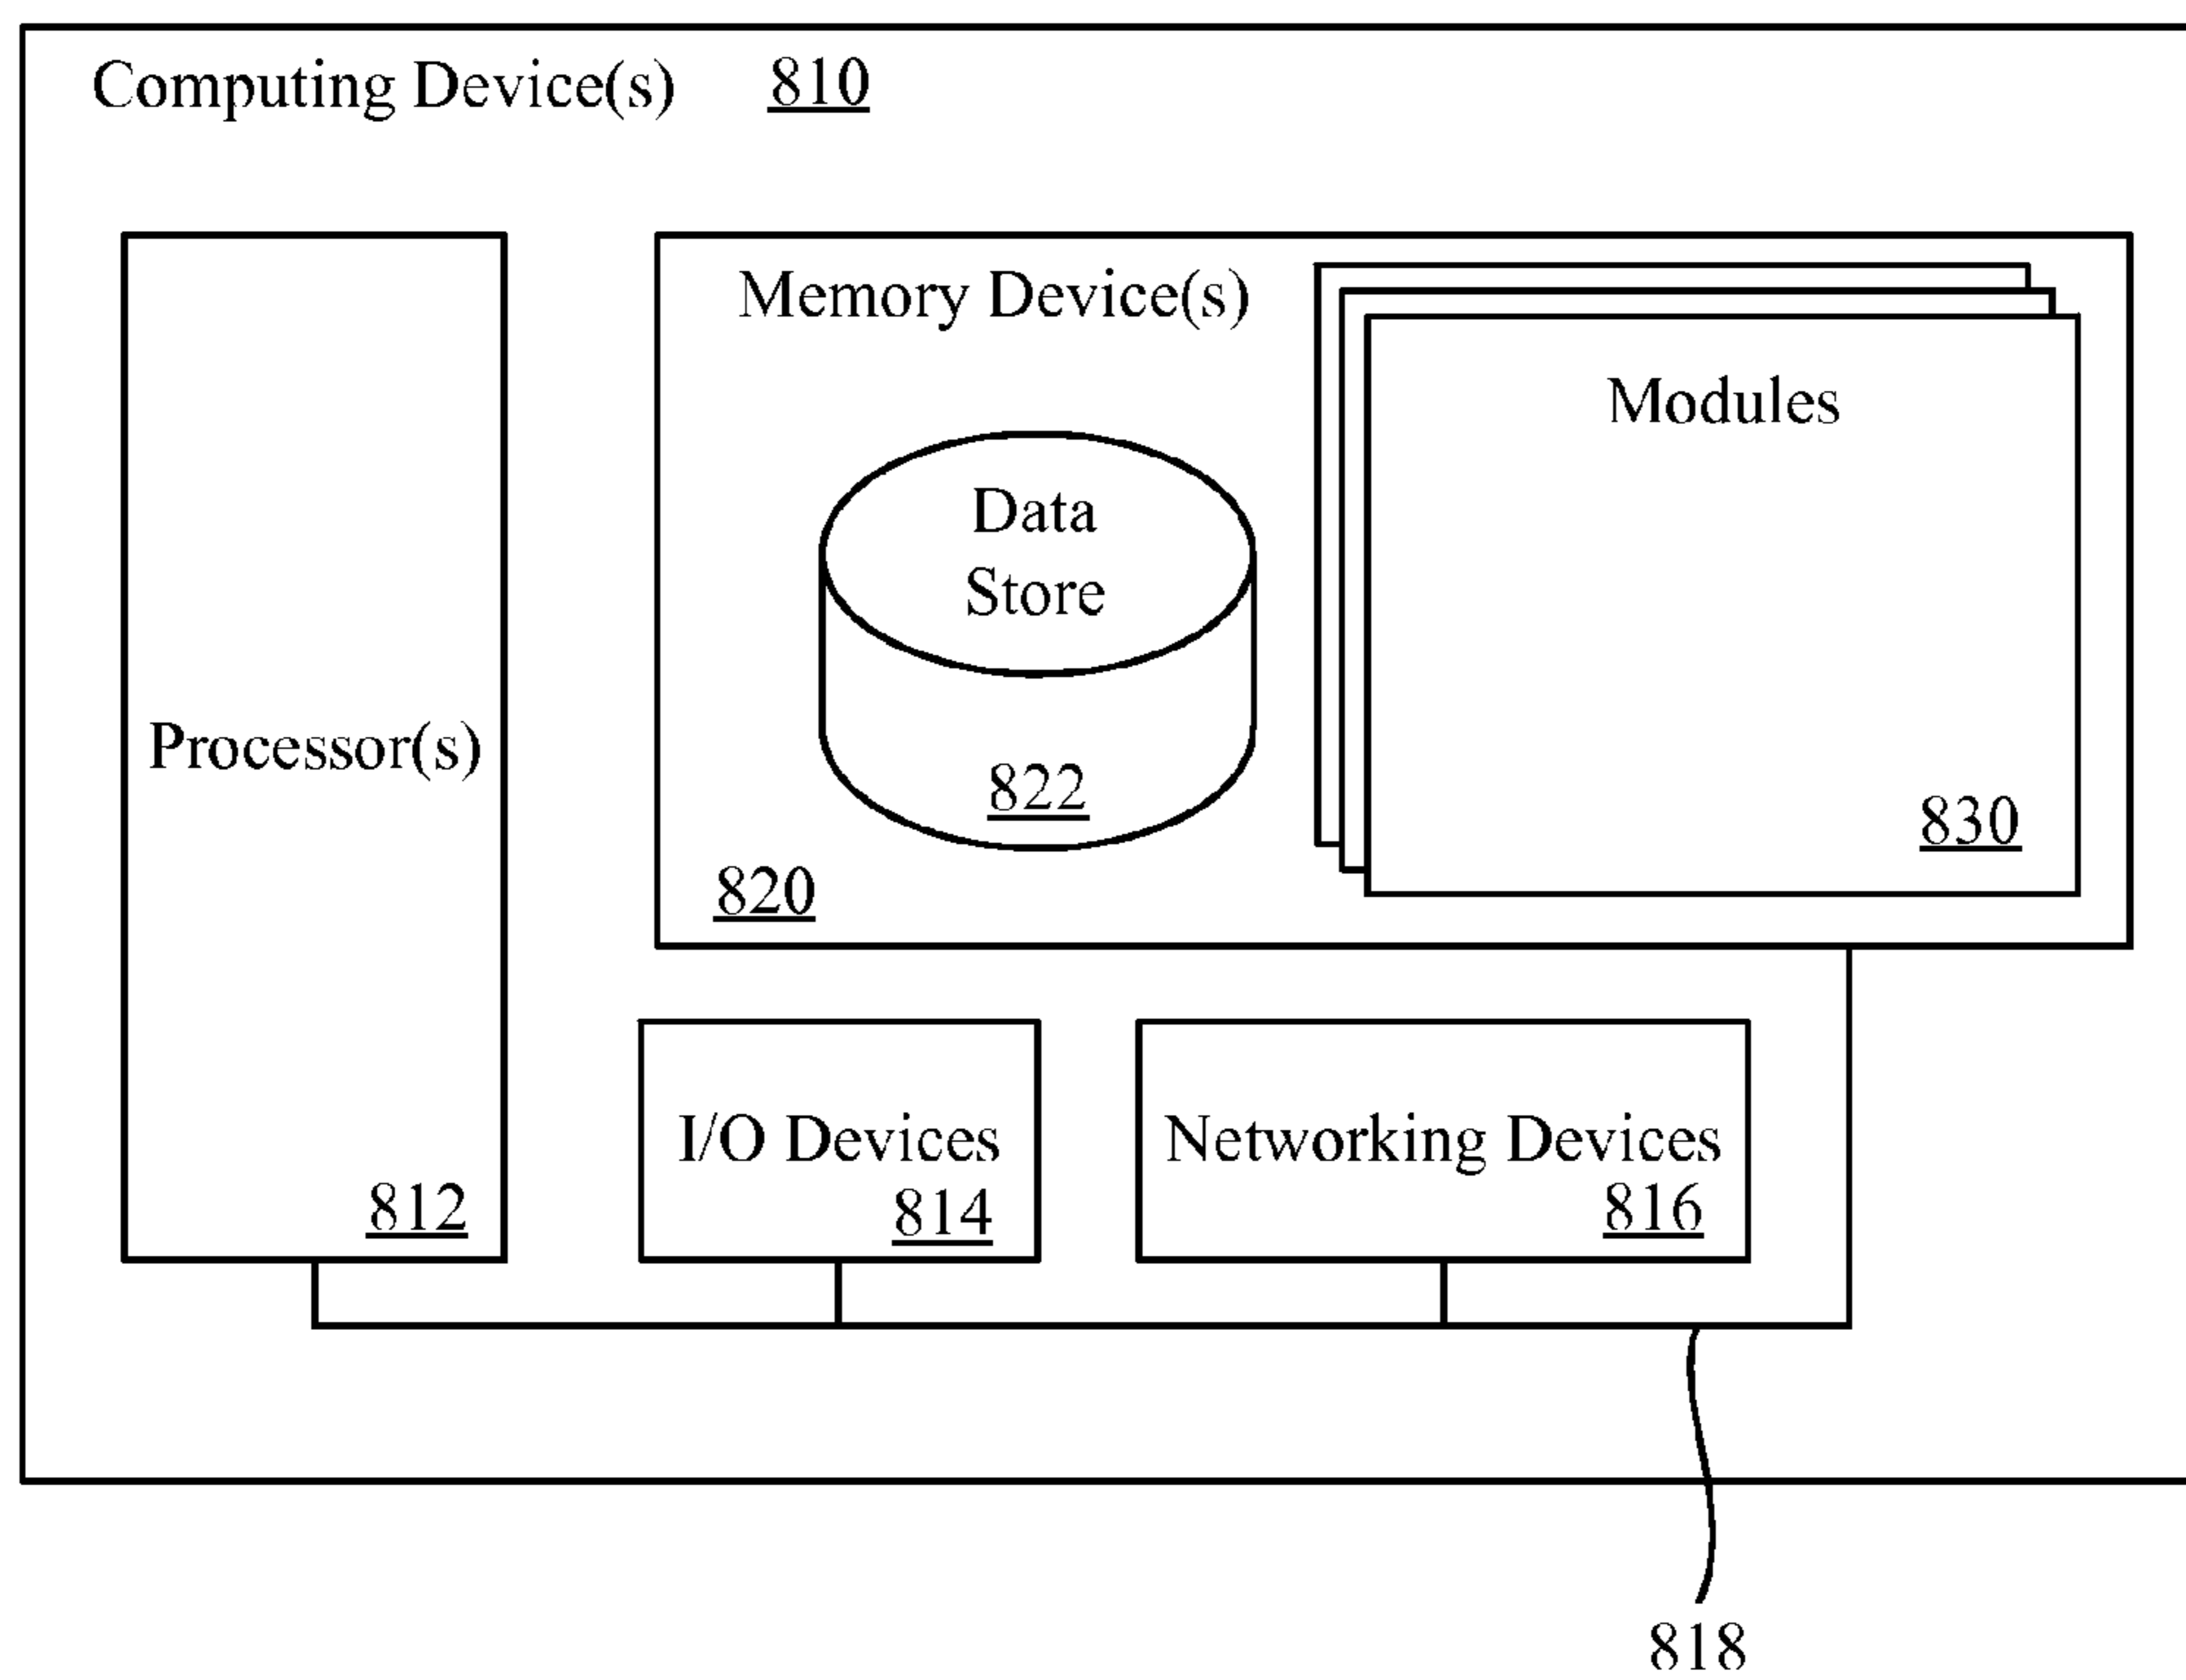 Computing Device(s) 810
Memory Device(s)
Modules
Data
Store
Processor(s)
822
830
820
I/O Devices
814
Networking Devices
816
812
818